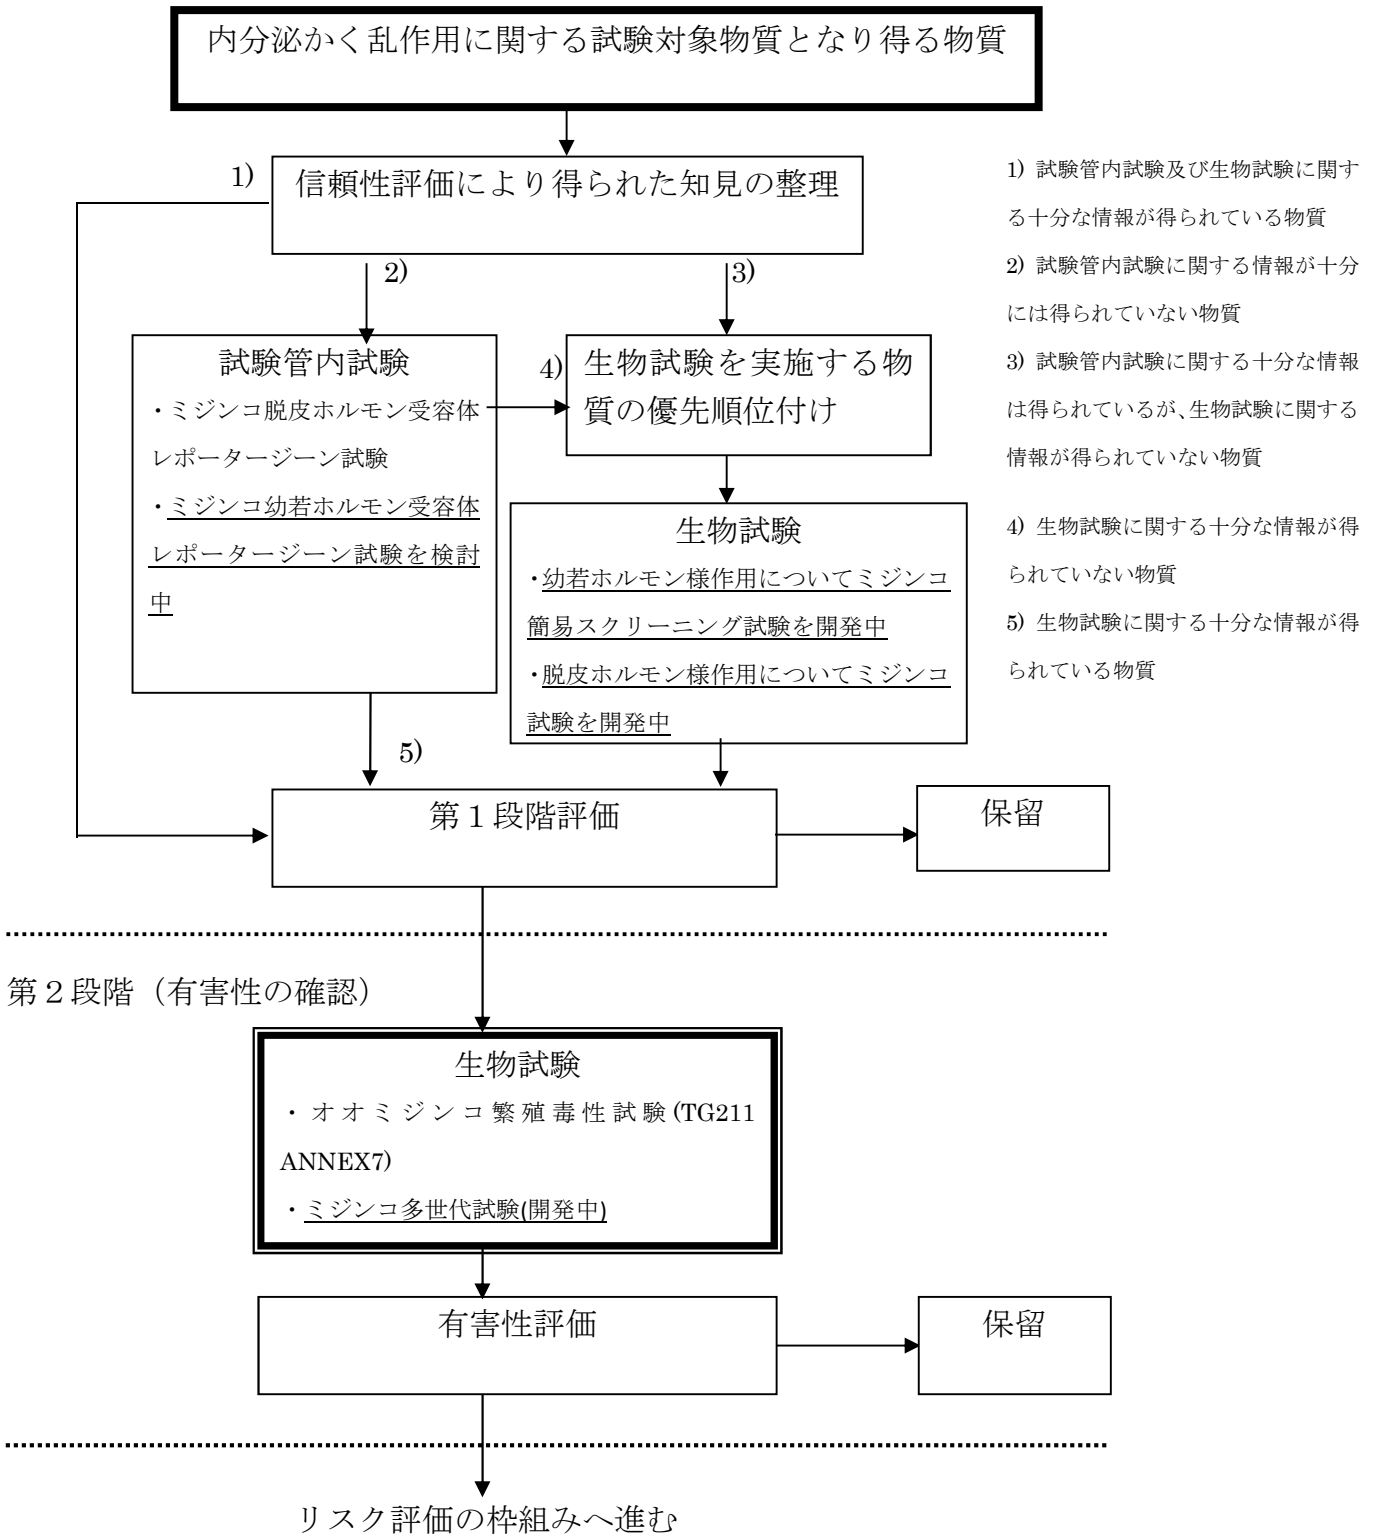 内分泌かく乱作用に関する試験対象物質となり得る物質
1)
信頼性評価により得られた知見の整理
2)
3)
試験管内試験
・ミジンコ脱皮ホルモン受容体
レポータージーン試験
・ミジンコ幼若ホルモン受容体
レポータージーン試験を検討
中
4)
生物試験を実施する物
質の優先順位付け
生物試験
・幼若ホルモン様作用についてミジンコ
簡易スクリーニング試験を開発中
・脱皮ホルモン様作用についてミジンコ
試験を開発中
5)
第１段階評価
保留
1) 試験管内試験及び生物試験に関す
る十分な情報が得られている物質
2) 試験管内試験に関する情報が十分
には得られていない物質
3) 試験管内試験に関する十分な情報
は得られているが、生物試験に関する
情報が得られていない物質
4) 生物試験に関する十分な情報が得
られていない物質
5) 生物試験に関する十分な情報が得
られている物質
第２段階（有害性の確認）
生物試験
・オオミジンコ繁殖毒性試験(TG211
ANNEX7)
・ミジンコ多世代試験(開発中)
有害性評価
保留
リスク評価の枠組みへ進む